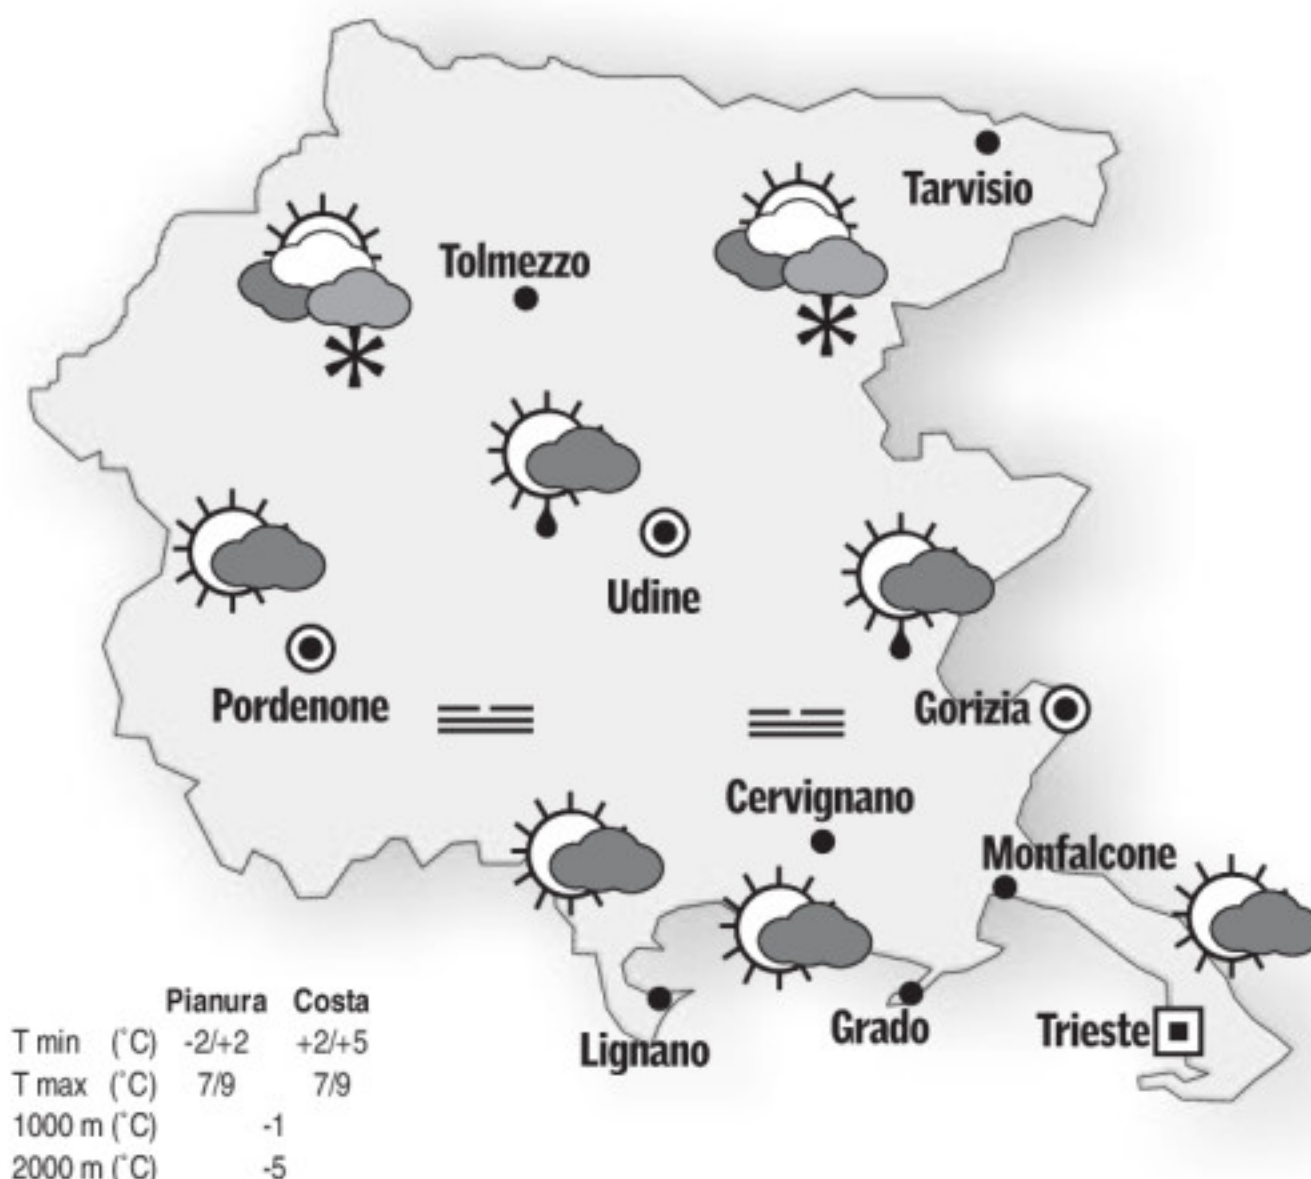 Tarvisio
Tolmezzo
Udine
Pordenone
Gorizia
Cervignano
Monfalcone
Grado
Trieste
Lignano
Pianura Costa
T min (°C) -2/+2 +2/+5
T max (°C) 7/9 7/9
1000 m (°C) -1
2000 m (°C) -5